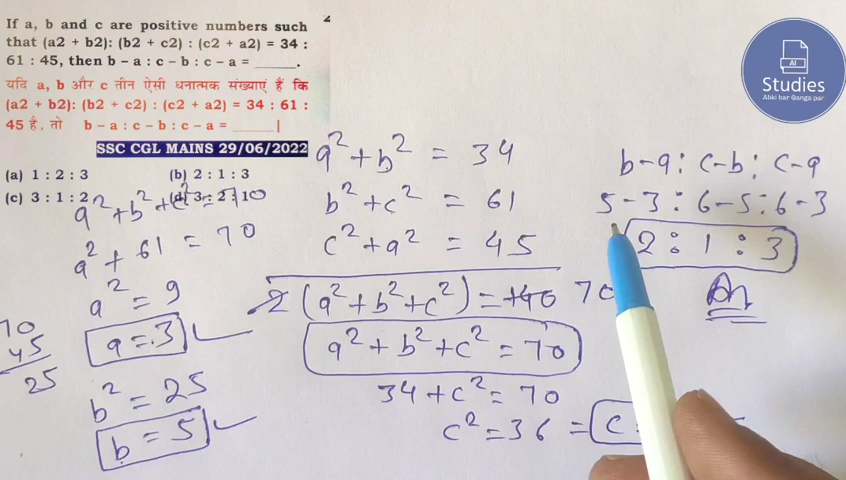 If a, b and c are positive numbers such
that (a2 + b2): (b2 + c2) : (c2 + a2) = 34 :
61 : 45, then b – a : c – b : c – a = _____.
यदि a, b और c तीन ऐसी धनात्मक संख्याएं हैं कि
(a2 + b2): (b2 + c2) : (c2 + a2) = 34 : 61 :
45 है, तो b – a : c – b : c – a = _____|
SSC CGL MAINS 29/06/2022
(a) 1 : 2 : 3 (b) 2 : 1 : 3
(c) 3 : 1 : 2 (d) 3 : 2 : 1
AI
Studies
Abki bar Ganga par
a² + b² = 34
b² + c² = 61
c² + a² = 45
2 (a² + b² + c²) = 140 70
a² + b² + c² = 70
34 + c² = 70
c² = 36 = c
a² + b² + c² = 70
a² + 61 = 70
a² = 9
a = 3
b² = 25
b = 5
70
45
25
b - a : c - b : c - a
5 - 3 : 6 - 5 : 6 - 3
2 : 1 : 3